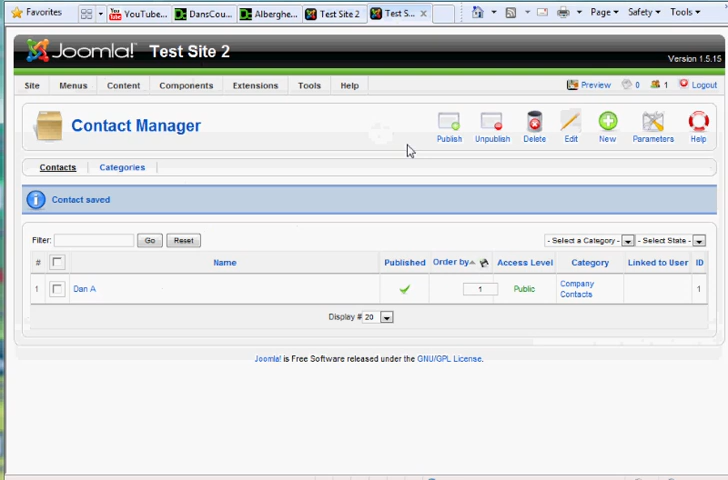 Favorites YouTube... DansCou... Alberghe... Test Site 2 Test S... Page Safety Tools
Joomla! Test Site 2
Version 1.5.15
Site Menus Content Components Extensions Tools Help Preview 0 1 Logout
Contact Manager
Publish Unpublish Delete Edit New Parameters Help
Contacts Categories
Contact saved
Filter: Go Reset - Select a Category - - Select State -
# Name Published Order by Access Level Category Linked to User ID
1 Dan A 1 Public Company Contacts 1
Display # 20
Joomla! is Free Software released under the GNU/GPL License.